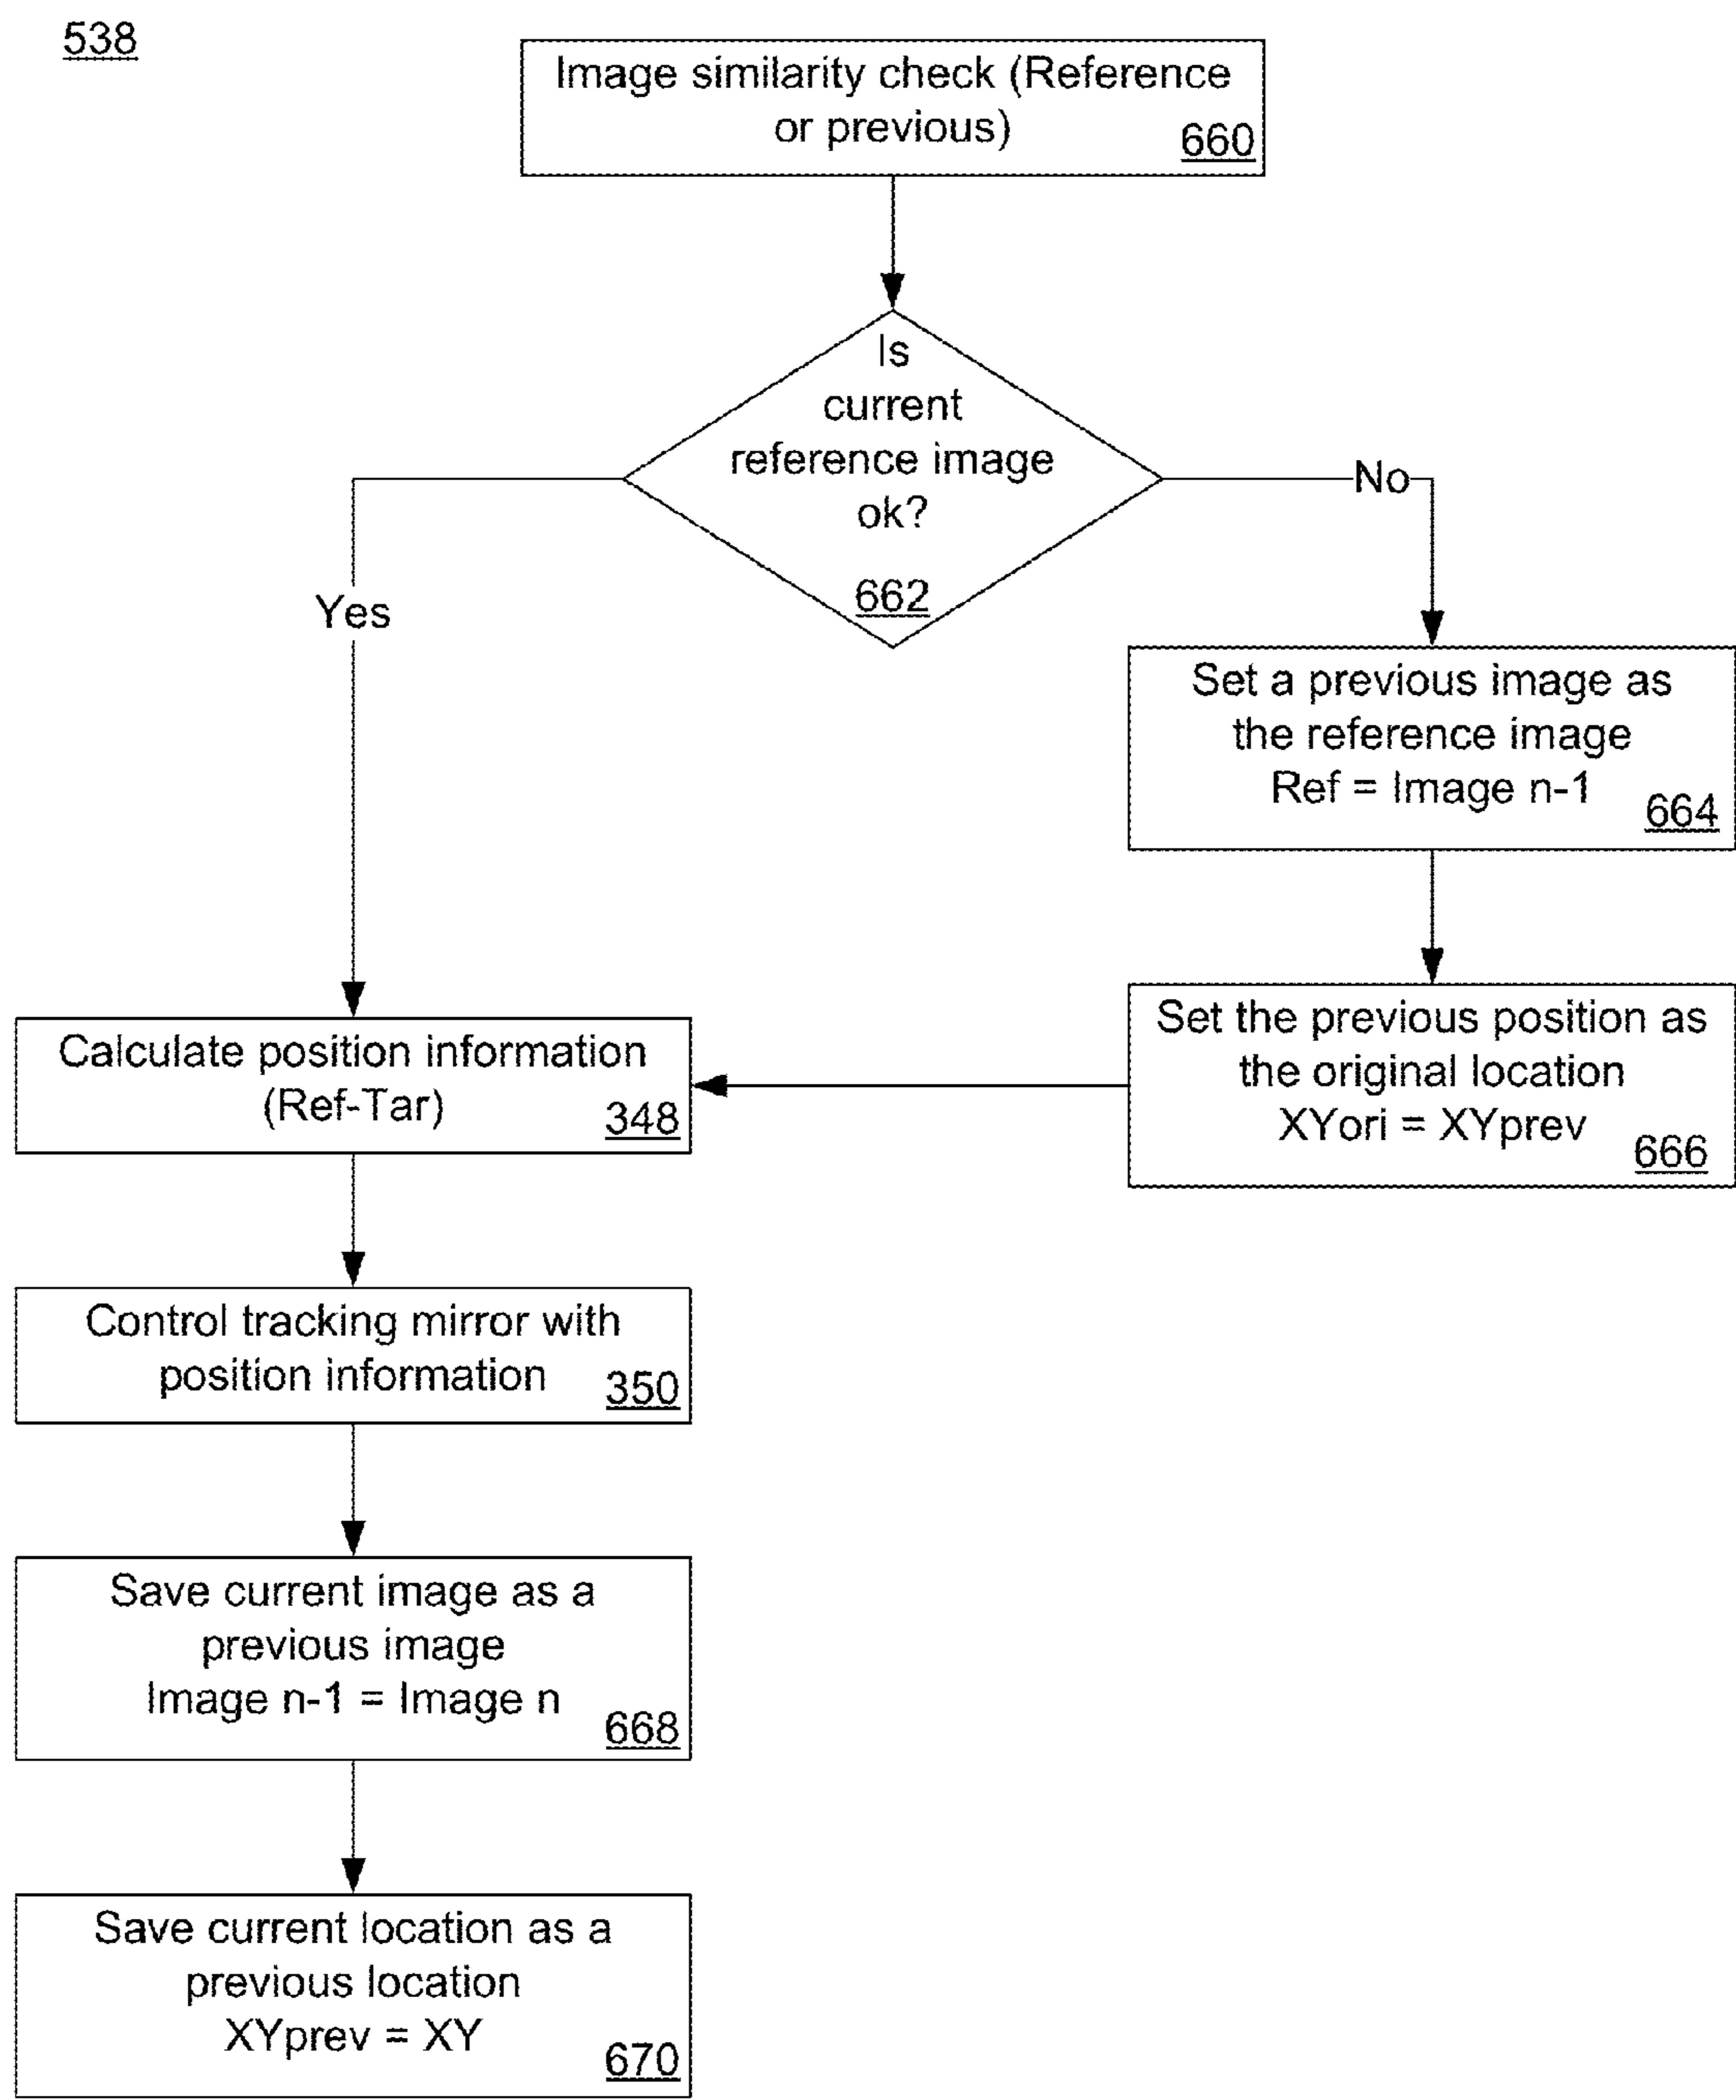 538
Image similarity check (Reference
or previous)
660
Is
current
reference image
ok?
662
Yes
No
Set a previous image as
the reference image
Ref = Image n-1
664
Set the previous position as
the original location
XYori = XYprev
666
Calculate position information
(Ref-Tar)
348
Control tracking mirror with
position information
350
Save current image as a
previous image
Image n-1 = Image n
668
Save current location as a
previous location
XYprev = XY
670